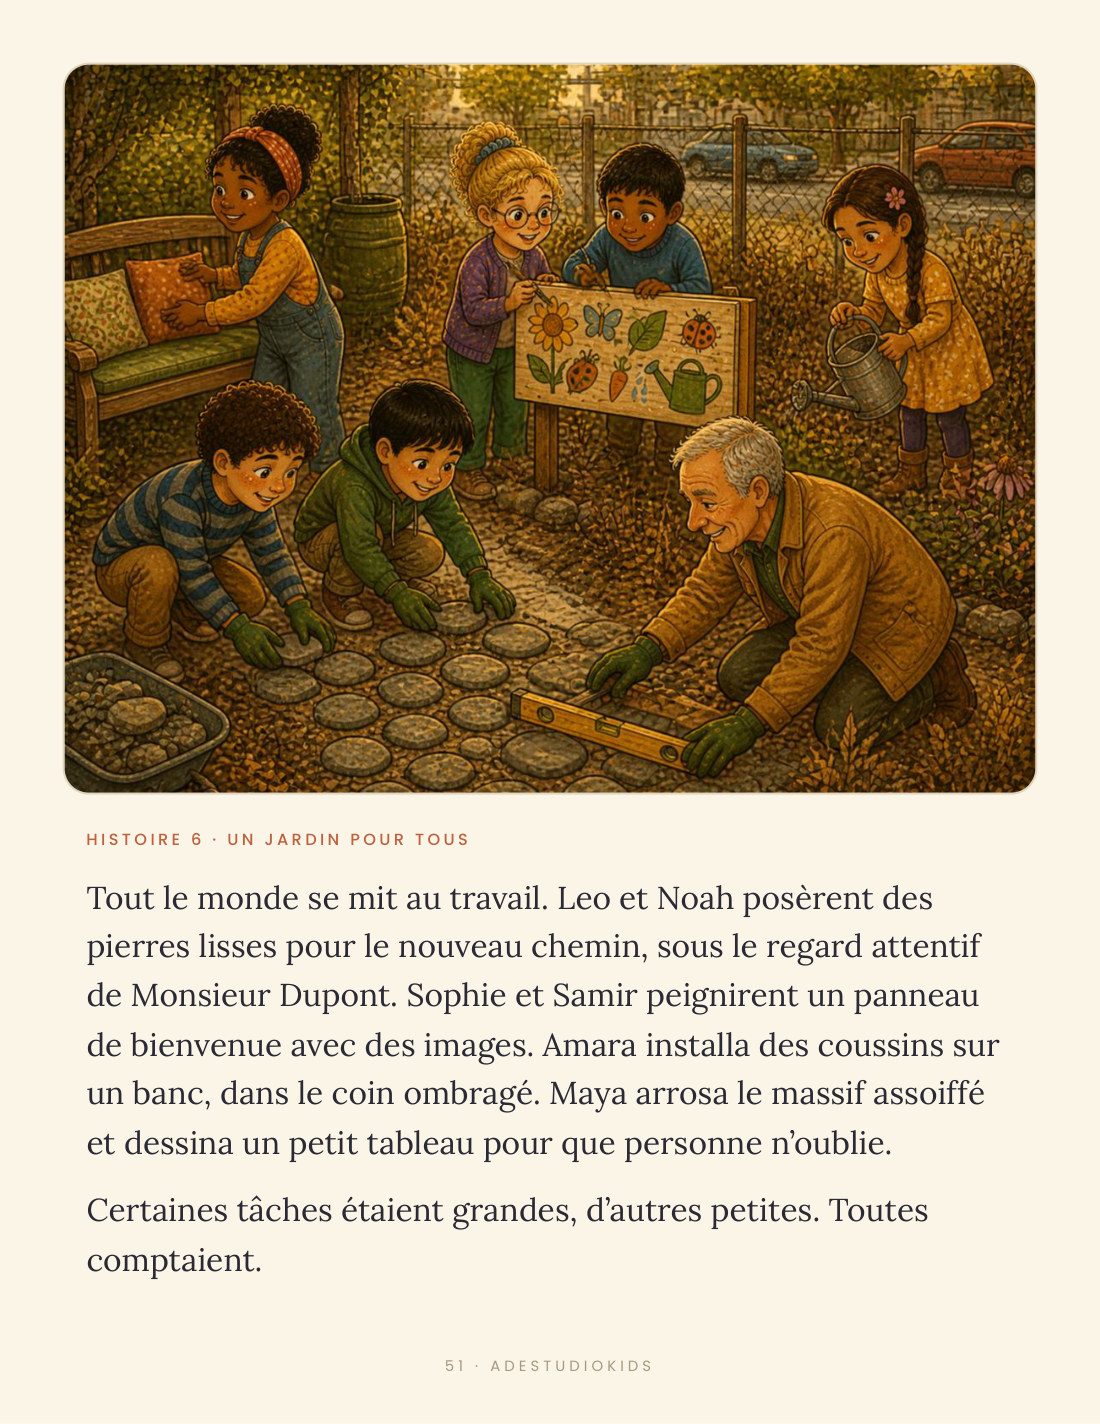 HISTOIRE 6 · UN JARDIN POUR TOUS
Tout le monde se mit au travail. Leo et Noah posèrent des
pierres lisses pour le nouveau chemin, sous le regard attentif
de Monsieur Dupont. Sophie et Samir peignirent un panneau
de bienvenue avec des images. Amara installa des coussins sur
un banc, dans le coin ombragé. Maya arrosa le massif assoiffé
et dessina un petit tableau pour que personne n’oublie.
Certaines tâches étaient grandes, d’autres petites. Toutes
comptaient.
51 · ADESTUDIOKIDS